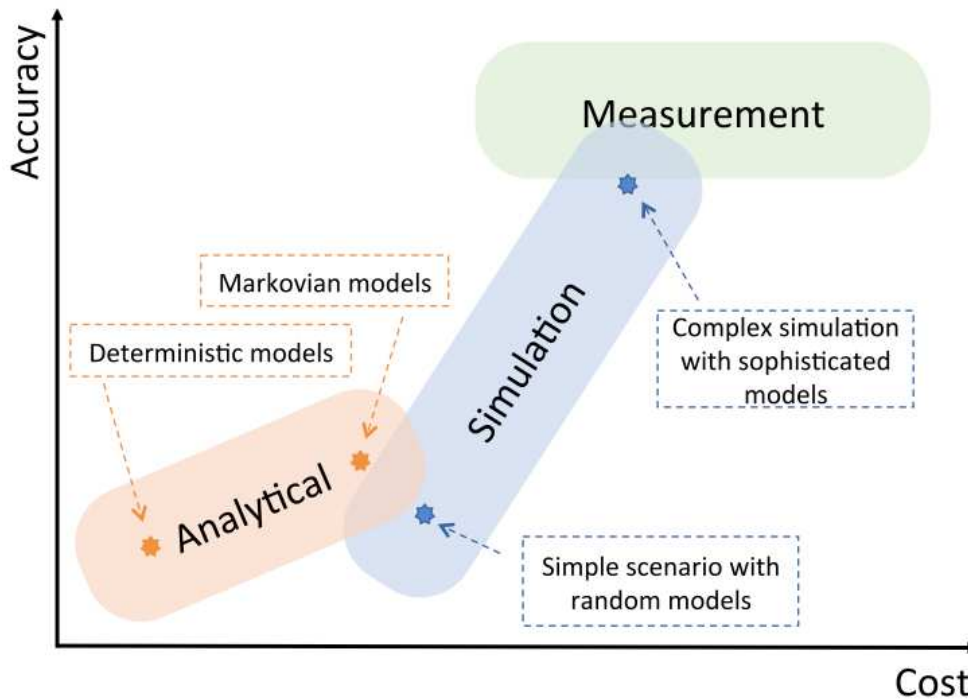 Accuracy
Measurement
Markovian models
Deterministic models
Simulation
Complex simulation
with sophisticated
models
Analytical
Simple scenario with
random models
Cost